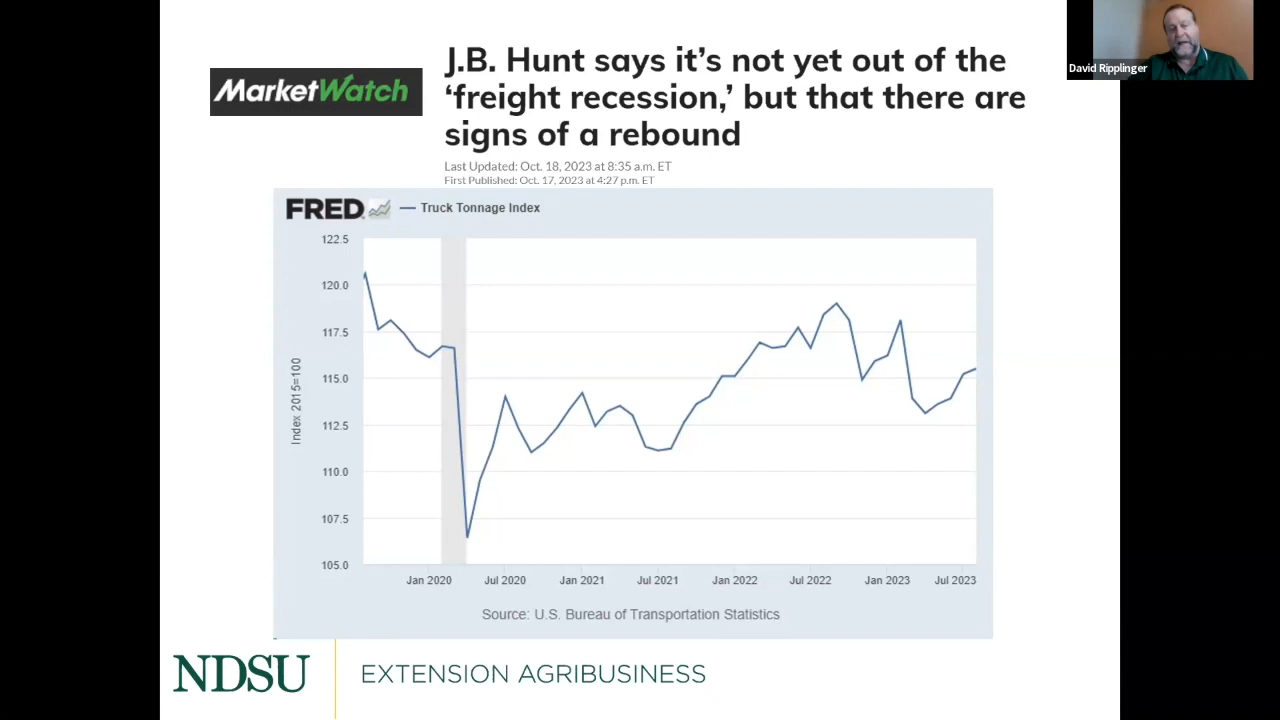 David Ripplinger
MarketWatch
J.B. Hunt says it's not yet out of the
‘freight recession,’ but that there are
signs of a rebound
Last Updated: Oct. 18, 2023 at 8:35 a.m. ET
First Published: Oct. 17, 2023 at 4:27 p.m. ET
FRED
Truck Tonnage Index
122.5
120.0
117.5
115.0
112.5
110.0
107.5
105.0
Index 2015=100
Jan 2020 Jul 2020 Jan 2021 Jul 2021 Jan 2022 Jul 2022 Jan 2023 Jul 2023
Source: U.S. Bureau of Transportation Statistics
NDSU
EXTENSION AGRIBUSINESS